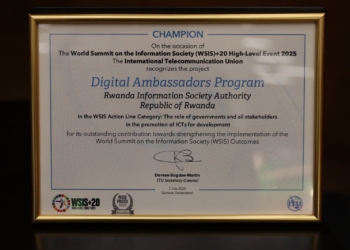 CHAMPION
On the occasion of
The World Summit on the Information Society (WSIS)+20 High-Level Event 2025
The International Telecommunication Union
recognizes the project
Digital Ambassadors Program
Rwanda Information Society Authority
Republic of Rwanda
In the WSIS Action Line Category: The role of governments and all stakeholders
in the promotion of ICTs for development
for its outstanding contribution towards strengthening the implementation of the
World Summit on the Information Society (WSIS) Outcomes
Doreen Bogdan-Martin
ITU Secretary-General
7 July 2025
Geneva, Switzerland
WSIS+20